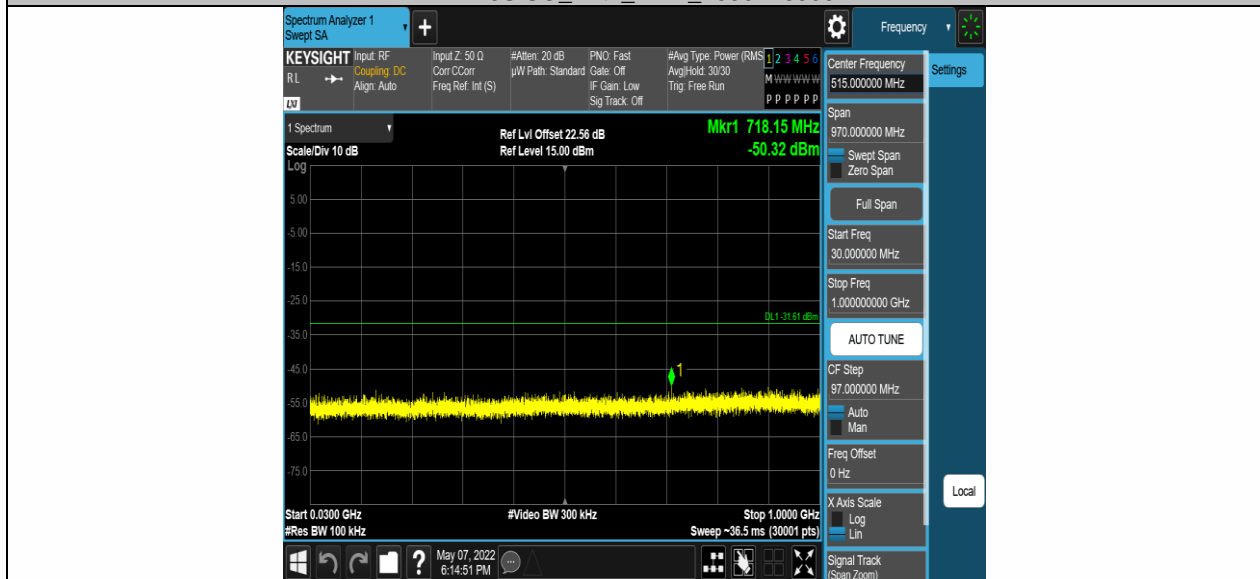 Spectrum Analyzer 1
Swept SA
Frequency
KEYSIGHT
RL
LXI
Input: RF
Coupling: DC
Align: Auto
Input Z: 50 Ω
Corr CCorr
Freq Ref: Int (S)
#Atten: 20 dB
µW Path: Standard
PNO: Fast
Gate: Off
IF Gain: Low
Sig Track: Off
#Avg Type: Power (RMS
Avg|Hold: 30/30
Trig: Free Run
1 2 3 4 5 6
M W W W W W
P P P P P P
1 Spectrum
Scale/Div 10 dB
Ref Lvl Offset 22.56 dB
Ref Level 15.00 dBm
Mkr1 718.15 MHz
-50.32 dBm
Log
5.00
-5.00
-15.0
-25.0
DL1 -31.61 dBm
-35.0
-45.0
1
-55.0
-65.0
-75.0
Start 0.0300 GHz
#Res BW 100 kHz
#Video BW 300 kHz
Stop 1.0000 GHz
Sweep ~36.5 ms (30001 pts)
May 07, 2022
6:14:51 PM
Center Frequency
515.000000 MHz
Settings
Span
970.000000 MHz
Swept Span
Zero Span
Full Span
Start Freq
30.000000 MHz
Stop Freq
1.000000000 GHz
AUTO TUNE
CF Step
97.000000 MHz
Auto
Man
Freq Offset
0 Hz
Local
X Axis Scale
Log
Lin
Signal Track
(Span Zoom)